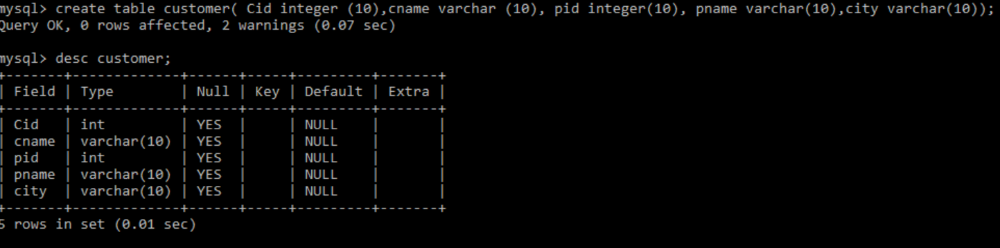 mysql> create table customer( Cid integer (10),cname varchar (10), pid integer(10), pname varchar(10),city varchar(10));
Query OK, 0 rows affected, 2 warnings (0.07 sec)
mysql> desc customer;
+-------+-------------+------+-----+---------+-------+
| Field | Type        | Null | Key | Default | Extra |
+-------+-------------+------+-----+---------+-------+
| Cid   | int         | YES  |     | NULL    |       |
| cname | varchar(10) | YES  |     | NULL    |       |
| pid   | int         | YES  |     | NULL    |       |
| pname | varchar(10) | YES  |     | NULL    |       |
| city  | varchar(10) | YES  |     | NULL    |       |
+-------+-------------+------+-----+---------+-------+
5 rows in set (0.01 sec)